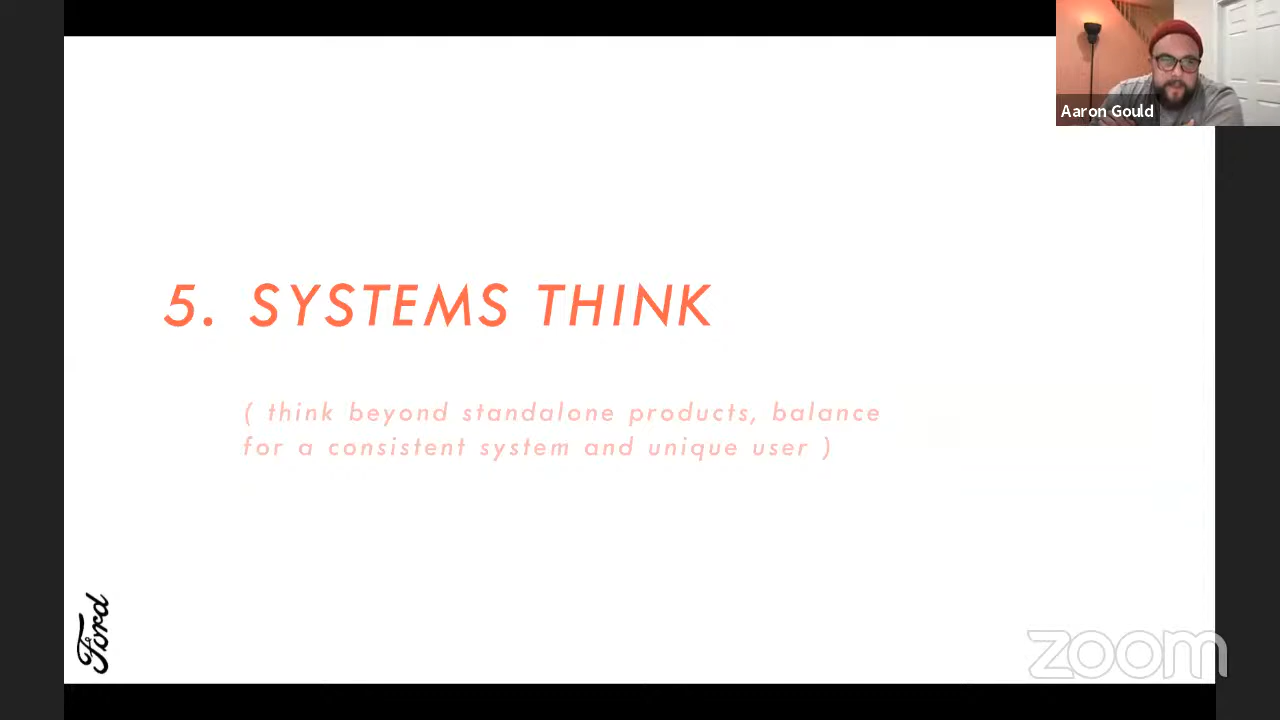 Aaron Gould
5. SYSTEMS THINK
( think beyond standalone products, balance
for a consistent system and unique user )
Ford
zoom